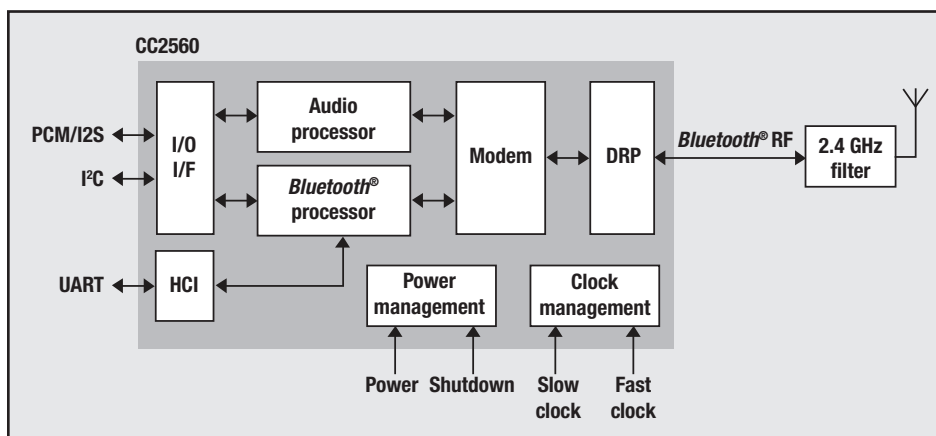 CC2560
PCM/I2S
I²C
UART
I/O
I/F
HCI
Audio
processor
Bluetooth®
processor
Modem
DRP
Bluetooth® RF
2.4 GHz
filter
Power
management
Clock
management
Power
Shutdown
Slow
clock
Fast
clock